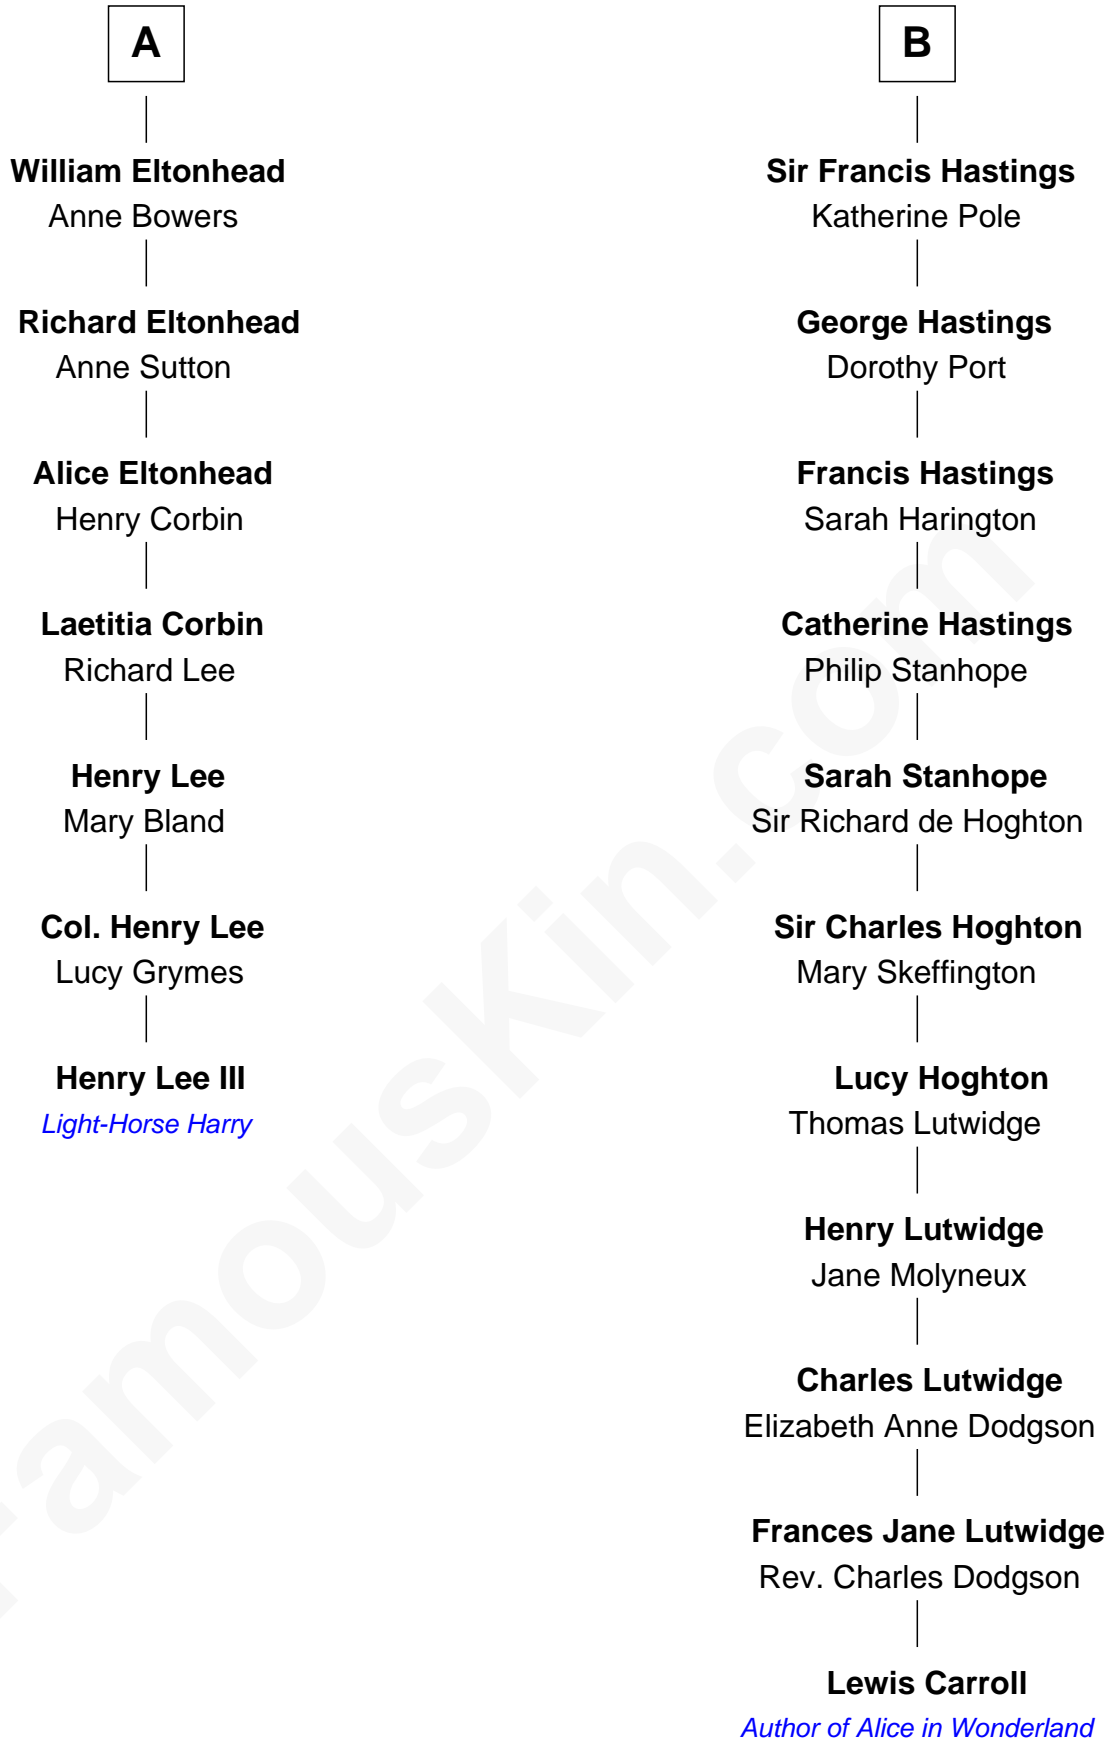 A
William Eltonhead
Anne Bowers
Richard Eltonhead
Anne Sutton
Alice Eltonhead
Henry Corbin
Laetitia Corbin
Richard Lee
Henry Lee
Mary Bland
Col. Henry Lee
Lucy Grymes
Henry Lee III
Light-Horse Harry
B
Sir Francis Hastings
Katherine Pole
George Hastings
Dorothy Port
Francis Hastings
Sarah Harington
Catherine Hastings
Philip Stanhope
Sarah Stanhope
Sir Richard de Hoghton
Sir Charles Hoghton
Mary Skeffington
Lucy Hoghton
Thomas Lutwidge
Henry Lutwidge
Jane Molyneux
Charles Lutwidge
Elizabeth Anne Dodgson
Frances Jane Lutwidge
Rev. Charles Dodgson
Lewis Carroll
Author of Alice in Wonderland
FamousKin.com